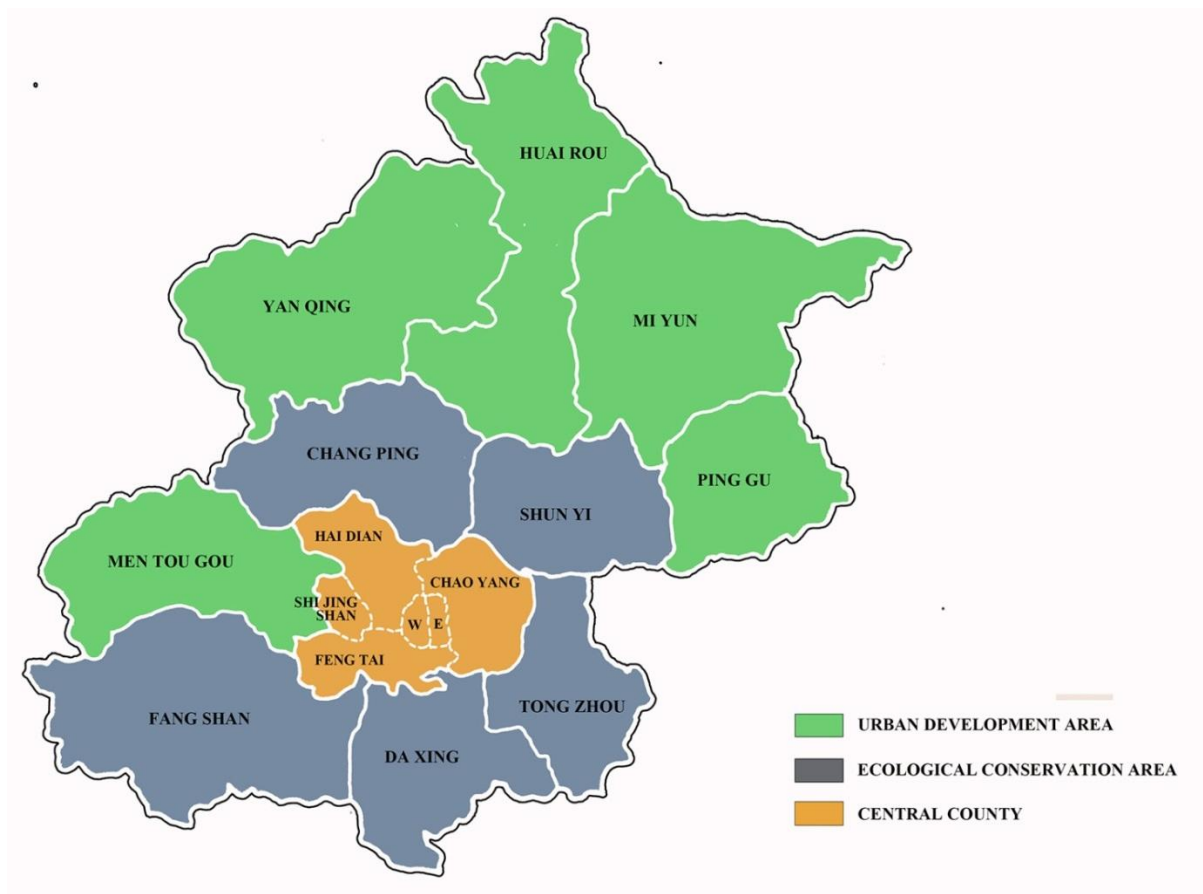 HUAI ROU
YAN QING
MI YUN
CHANG PING
PING GU
SHUN YI
HAI DIAN
MEN TOU GOU
CHAO YANG
SHI JING
SHAN
W
E
FENG TAI
FANG SHAN
TONG ZHOU
DA XING
URBAN DEVELOPMENT AREA
ECOLOGICAL CONSERVATION AREA
CENTRAL COUNTY